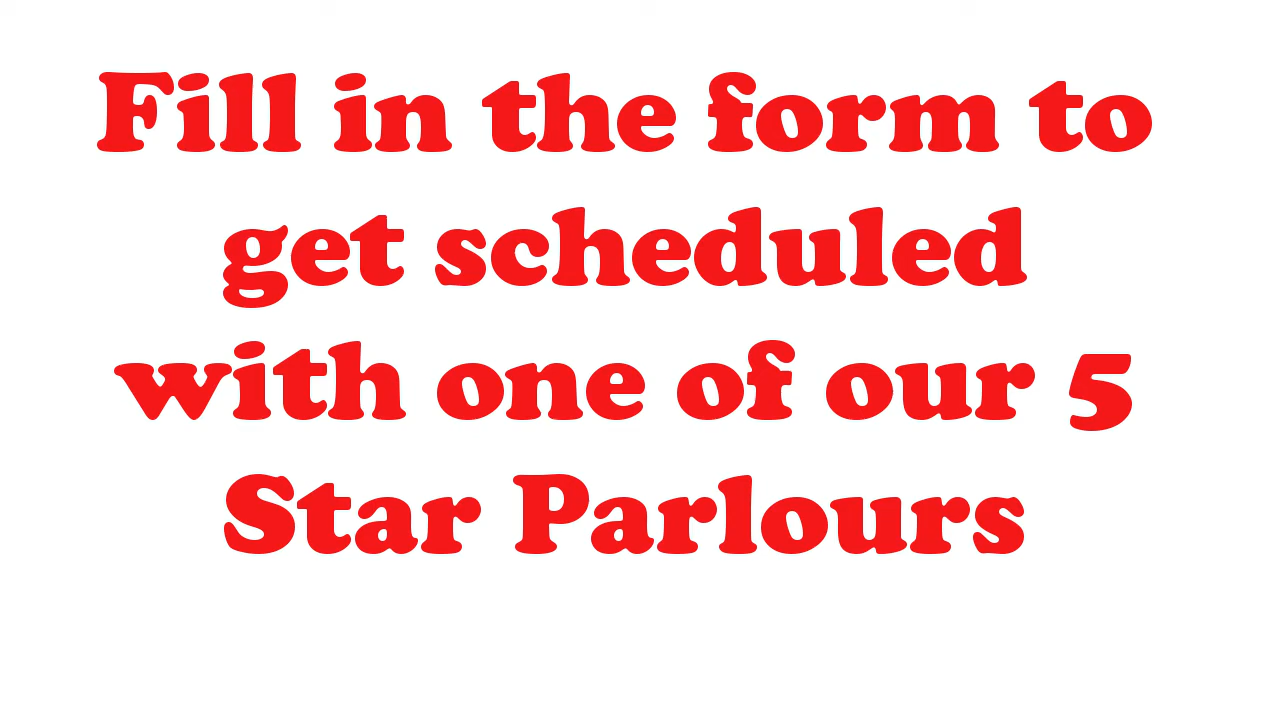 Fill in the form to
get scheduled
with one of our 5
Star Parlours